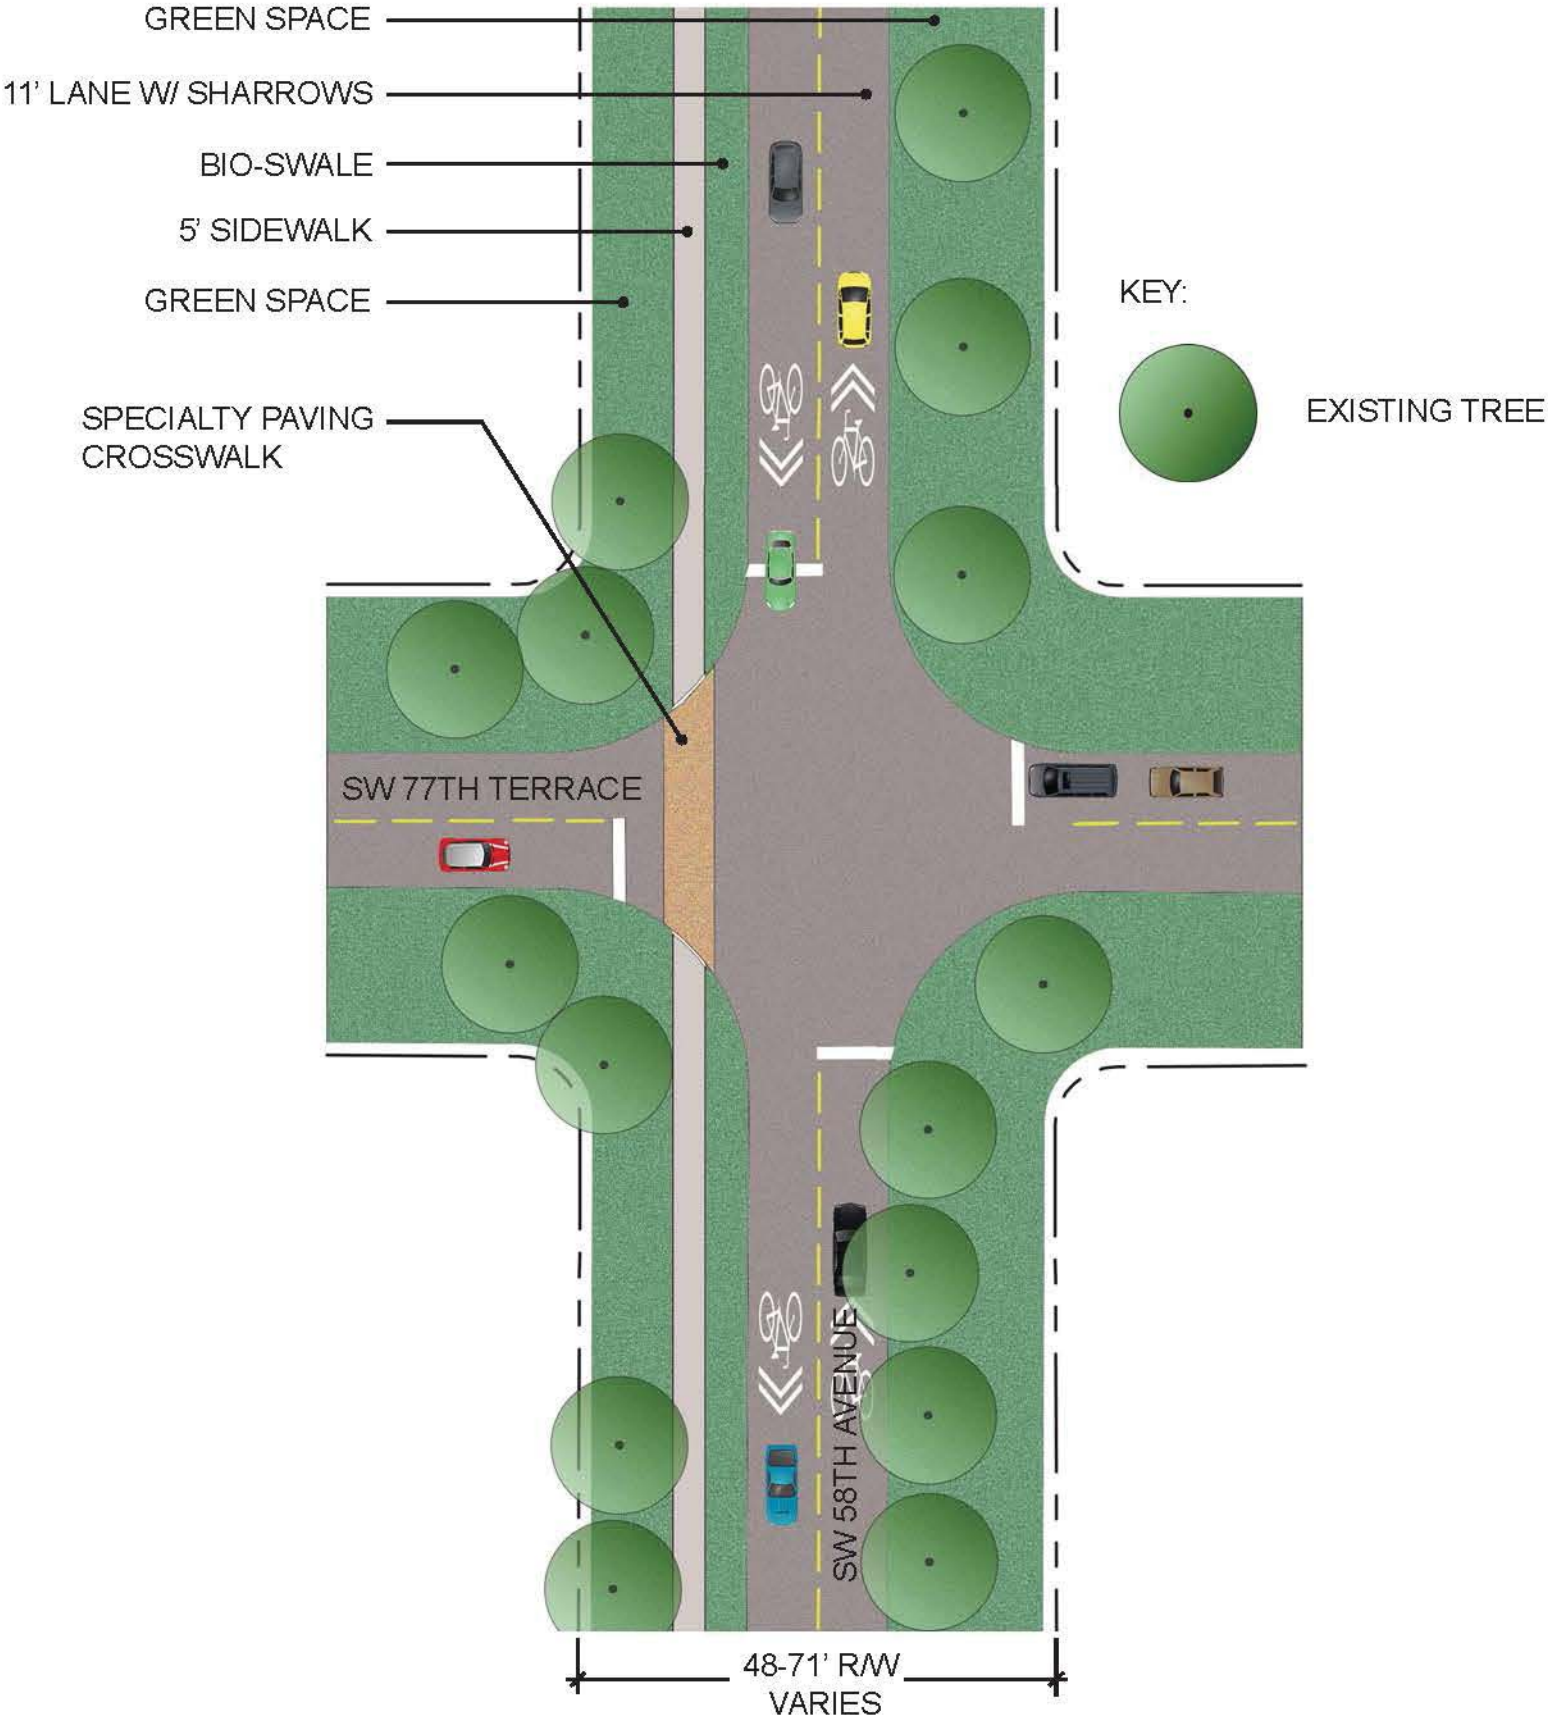 GREEN SPACE
11' LANE W/ SHARROWS
BIO-SWALE
5' SIDEWALK
GREEN SPACE
KEY:
EXISTING TREE
SPECIALTY PAVING
CROSSWALK
SW 77TH TERRACE
SW 58TH AVENUE
48-71' R/W
VARIES